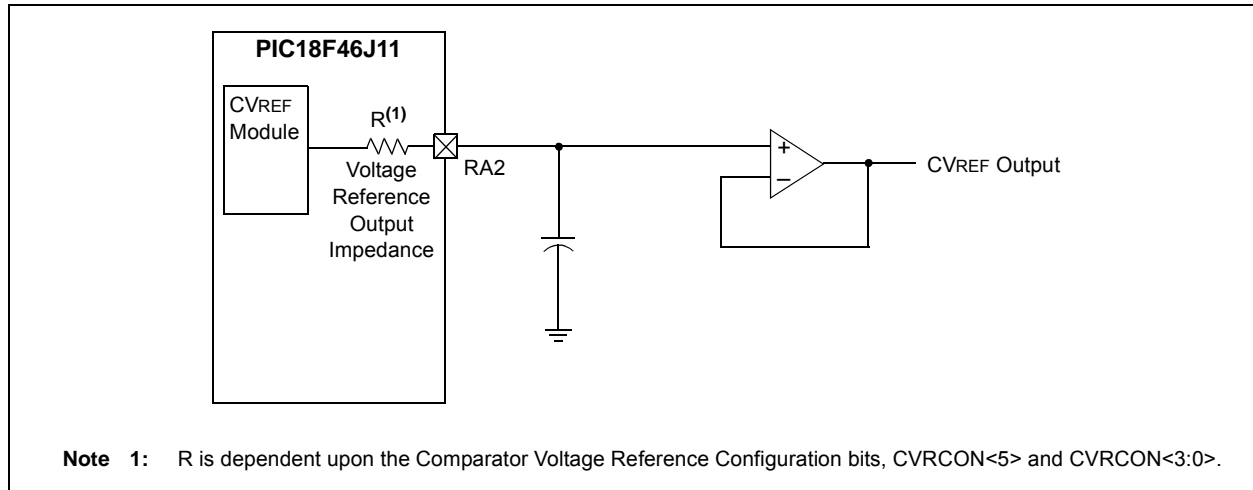 PIC18F46J11
CVREF
Module
R(1)
Voltage
Reference
Output
Impedance
RA2
+
–
CVREF Output
Note 1: R is dependent upon the Comparator Voltage Reference Configuration bits, CVRCON<5> and CVRCON<3:0>.